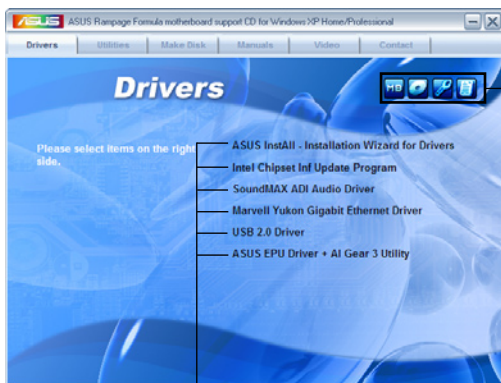 ASUS ASUS Rampage Formula motherboard support CD for Windows XP Home/Professional
Drivers Utilities Make Disk Manuals Video Contact
Drivers
MB
Please select items on the right side.
ASUS InstAll - Installation Wizard for Drivers
Intel Chipset Inf Update Program
SoundMAX ADI Audio Driver
Marvell Yukon Gigabit Ethernet Driver
USB 2.0 Driver
ASUS EPU Driver + AI Gear 3 Utility